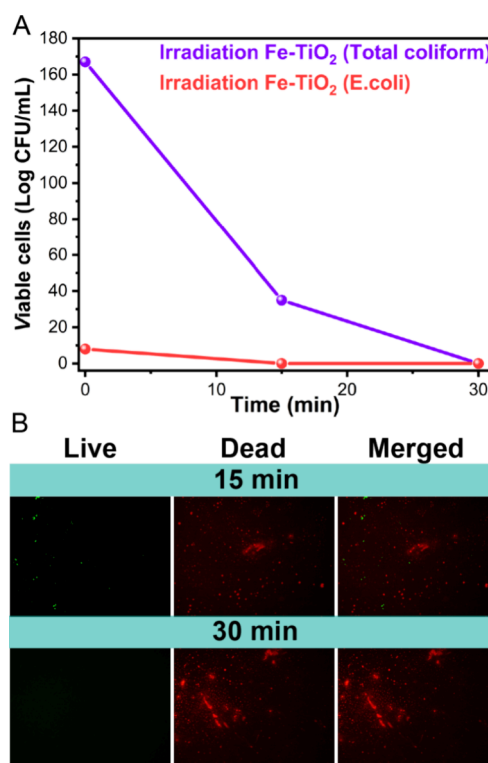 A
180
160
140
120
100
80
60
40
20
0
Viable cells (Log CFU/mL)
Irradiation Fe-TiO₂ (Total coliform)
Irradiation Fe-TiO₂ (E.coli)
0 10 20 30
Time (min)
B
Live Dead Merged
15 min
30 min